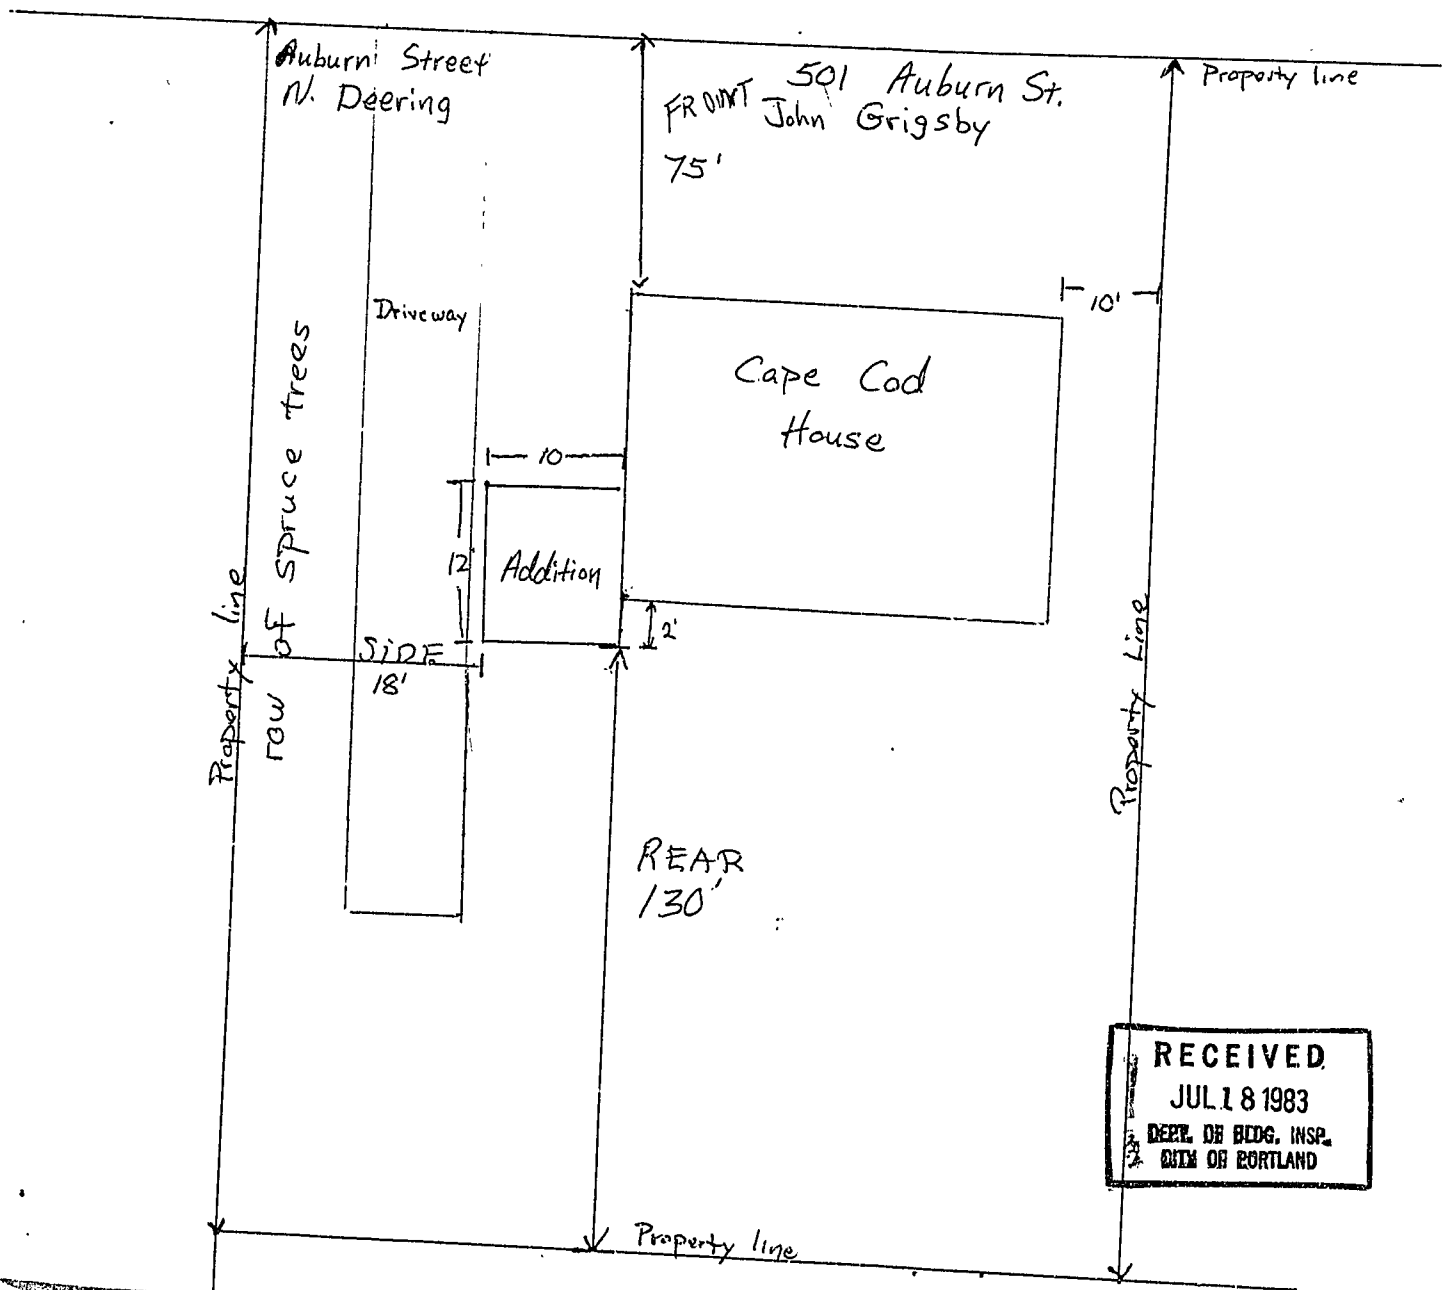 Auburn Street
N. Deering
FRONT
75'
501 Auburn St.
John Grigsby
Property line
10'
Driveway
Cape Cod
House
row of spruce trees
10
12
Addition
2'
SIDE
18'
Property line
Property Line
REAR
130'
RECEIVED
JUL 18 1983
DEPT. OF BLDG. INSP.
CITY OF PORTLAND
Property line